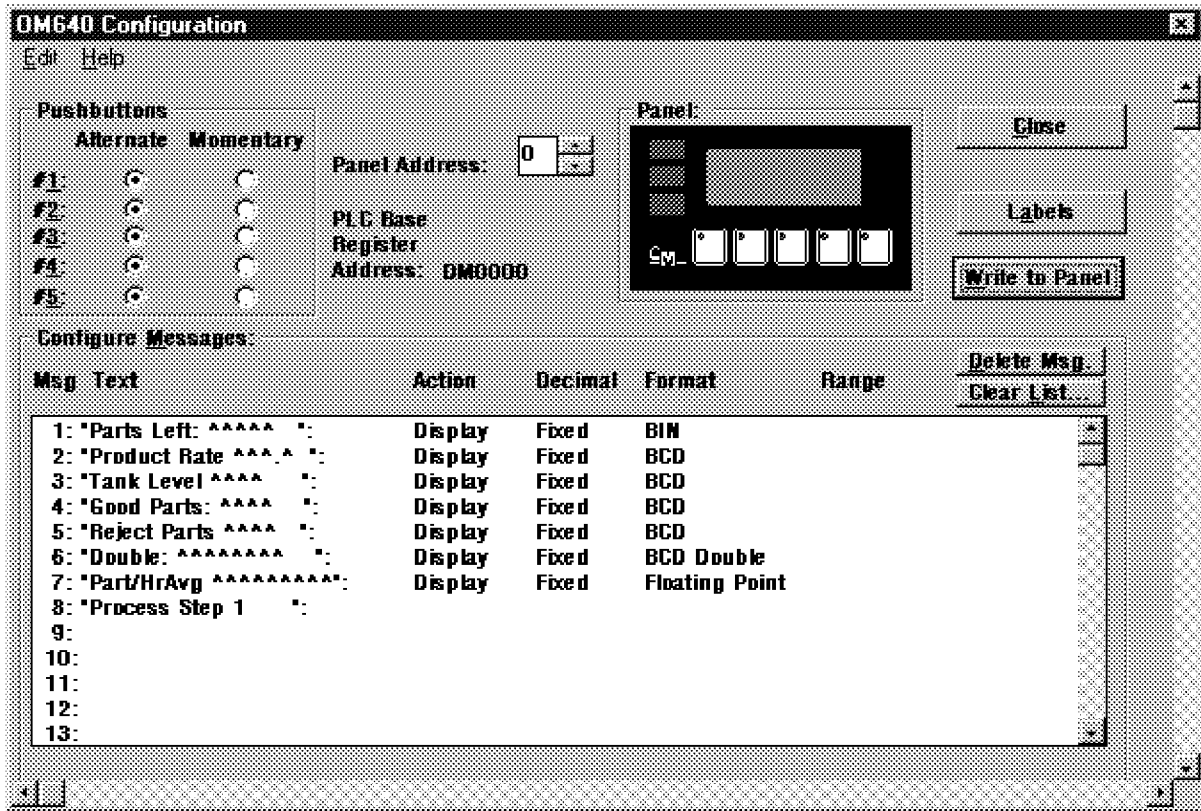 OM640 Configuration
Edit Help
Pushbuttons
Alternate Momentary
#1:
#2:
#3:
#4:
#5:
Panel Address: 0
PLC Base
Register
Address: DM0000
Panel:
Close
Labels
Write to Panel
Configure Messages:
Delete Msg.
Clear List...
Msg Text Action Decimal Format Range
1: "Parts Left: ^^^^^ ": Display Fixed BIN
2: "Product Rate ^^^.^ ": Display Fixed BCD
3: "Tank Level ^^^^ ": Display Fixed BCD
4: "Good Parts: ^^^^ ": Display Fixed BCD
5: "Reject Parts ^^^^ ": Display Fixed BCD
6: "Double: ^^^^^^^^ ": Display Fixed BCD Double
7: "Part/HrAvg ^^^^^^^^^": Display Fixed Floating Point
8: "Process Step 1 ":
9:
10:
11:
12:
13: